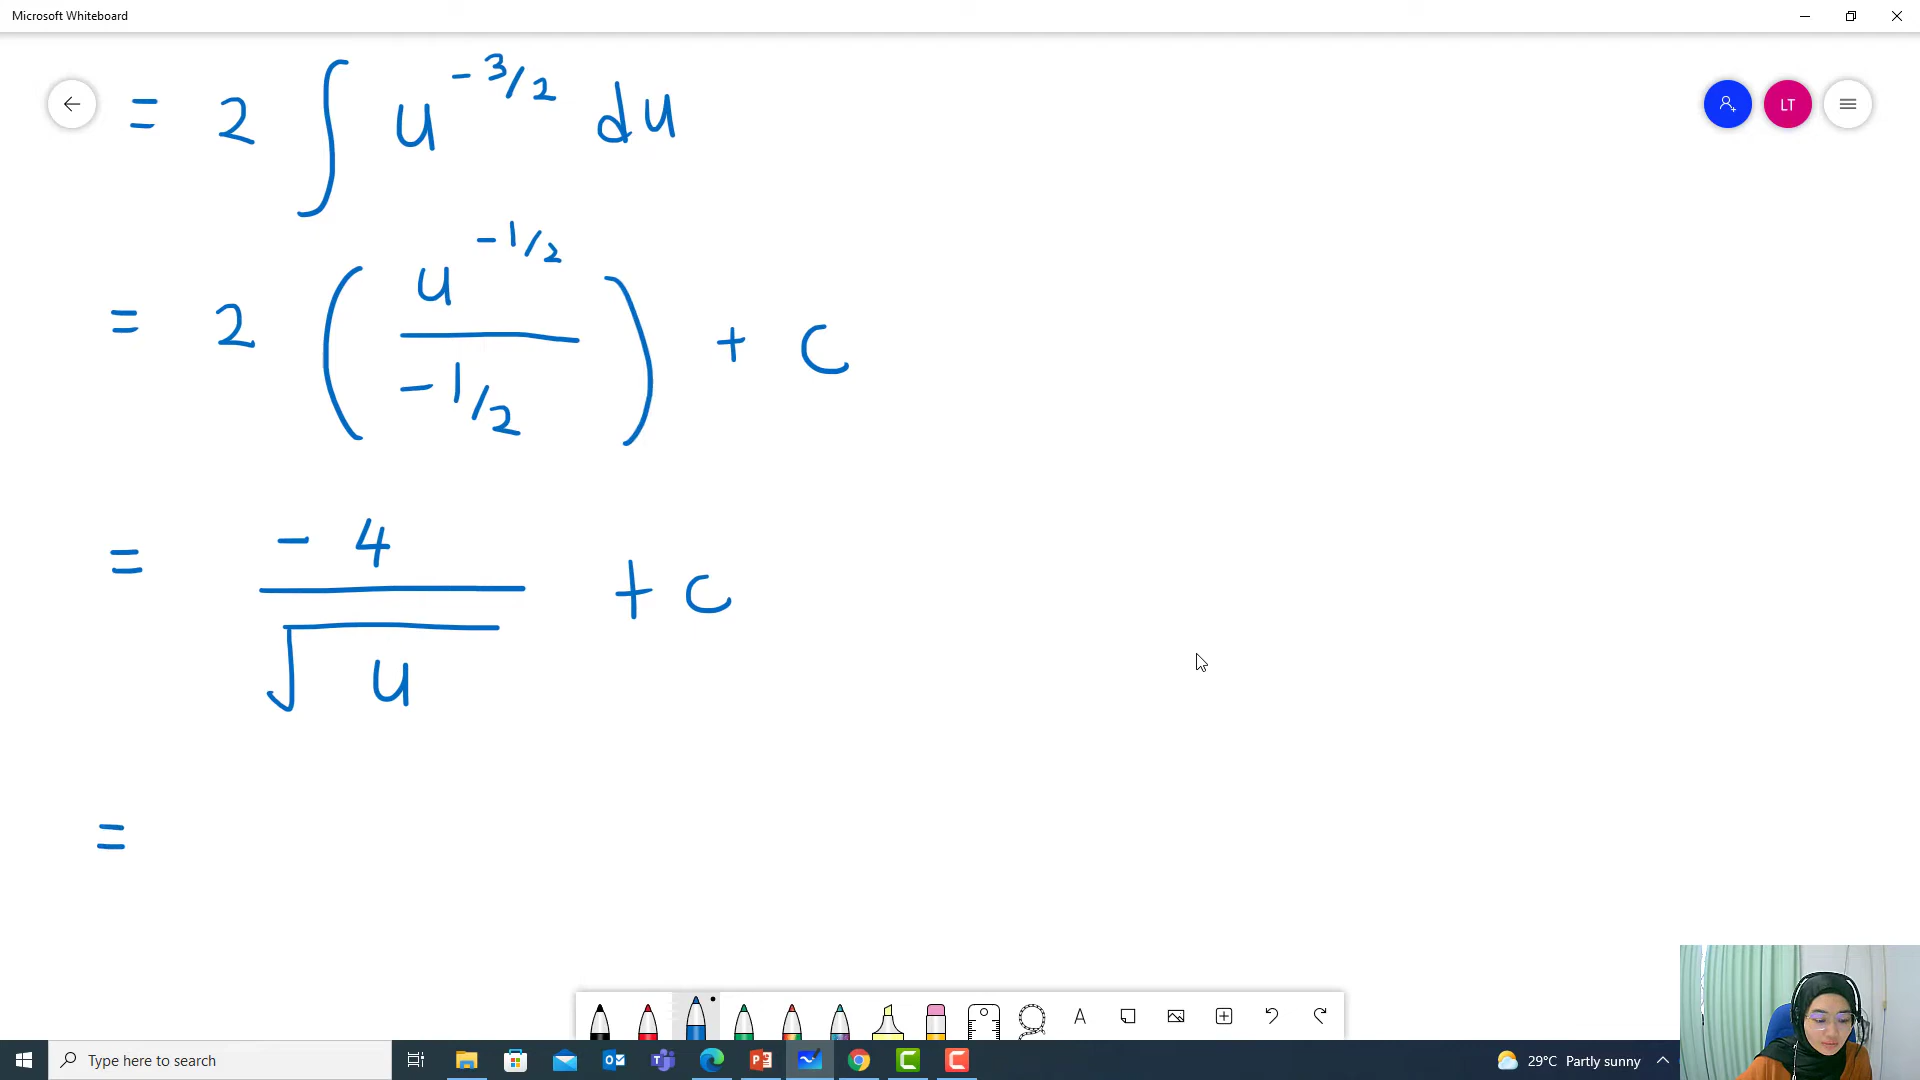 Microsoft Whiteboard
= 2 ∫ u^{-3/2} du
LT
= 2 ( u^{-1/2} / -1/2 ) + c
= -4 / √u + c
=
A
Type here to search
29°C Partly sunny